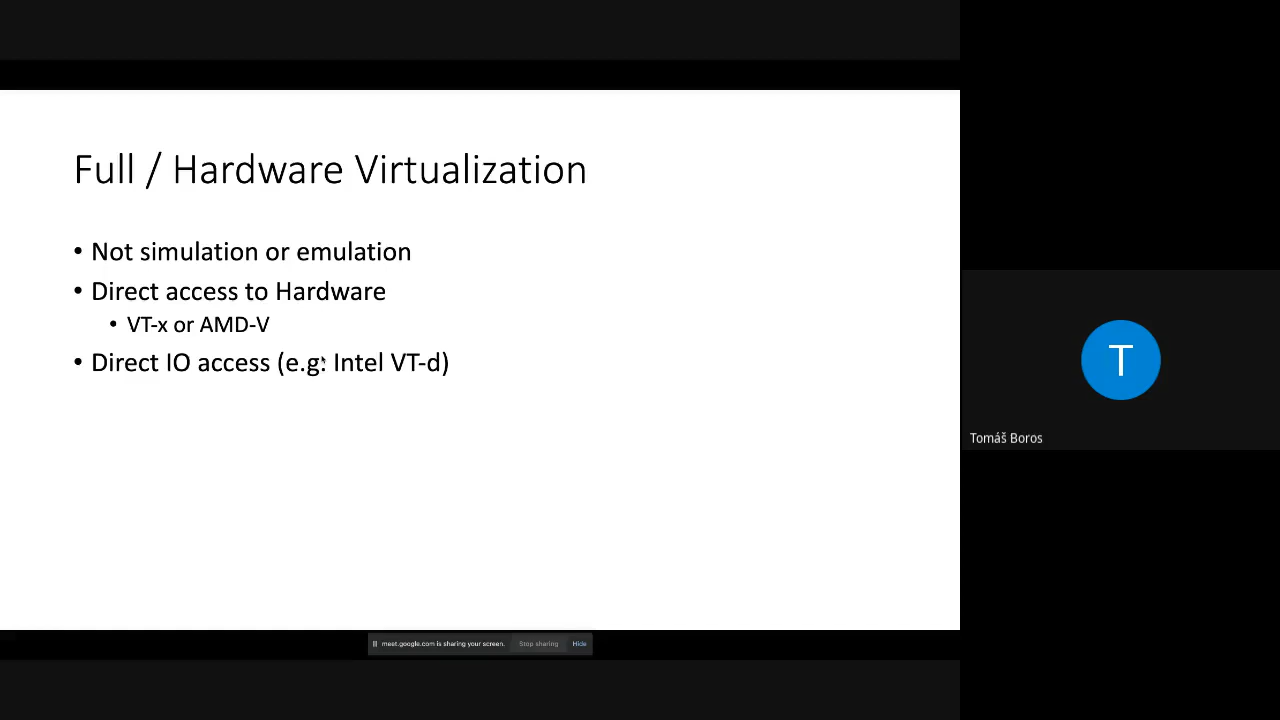 Full / Hardware Virtualization
• Not simulation or emulation
• Direct access to Hardware
• VT-x or AMD-V
• Direct IO access (e.g: Intel VT-d)
T
Tomáš Boros
meet.google.com is sharing your screen. Stop sharing Hide